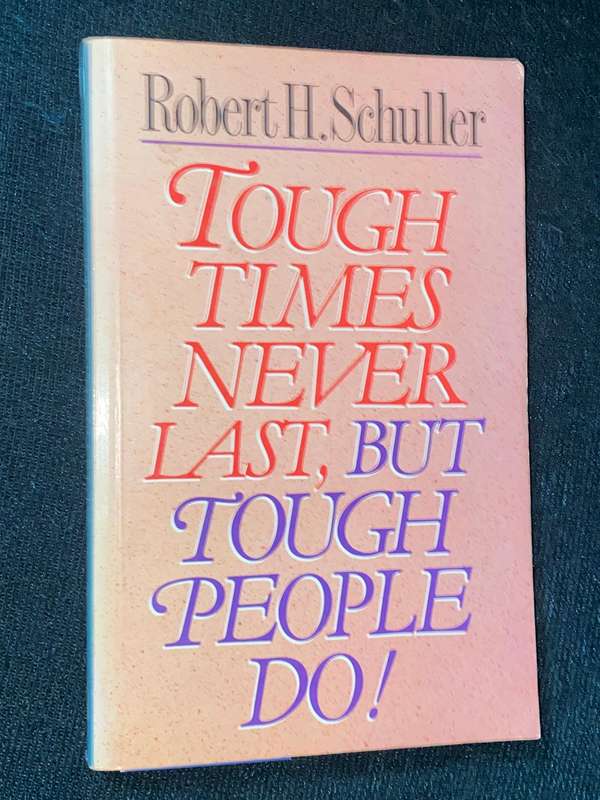 Robert H. Schuller
TOUGH
TIMES
NEVER
LAST, BUT
TOUGH
PEOPLE
DO!